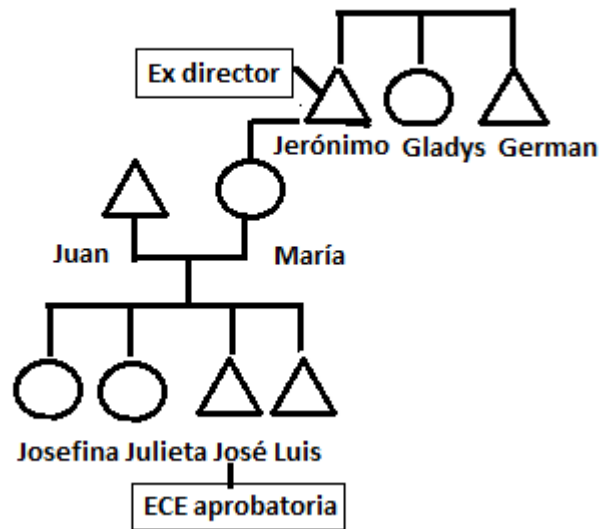 Ex director
Jerónimo Gladys German
Juan María
Josefina Julieta José Luis
ECE aprobatoria